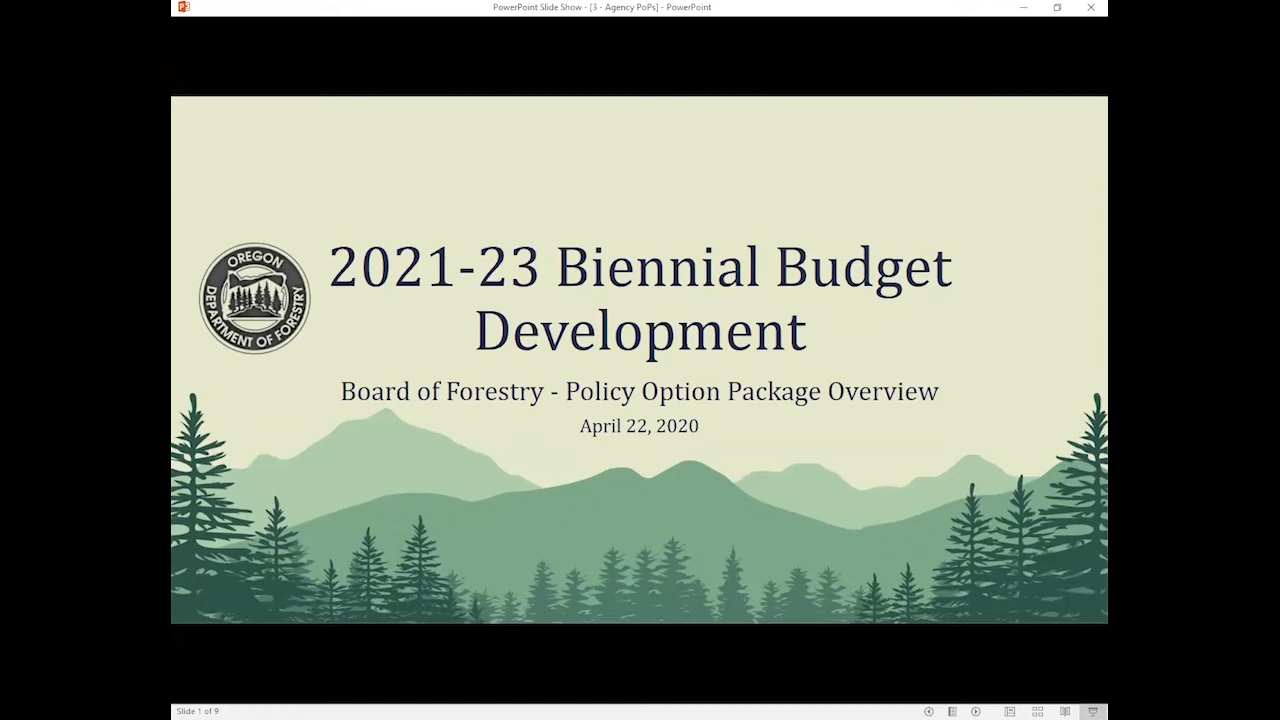 PowerPoint Slide Show - [3 - Agency PoPs] - PowerPoint
OREGON
DEPARTMENT OF FORESTRY
2021-23 Biennial Budget
Development
Board of Forestry - Policy Option Package Overview
April 22, 2020
Slide 1 of 9